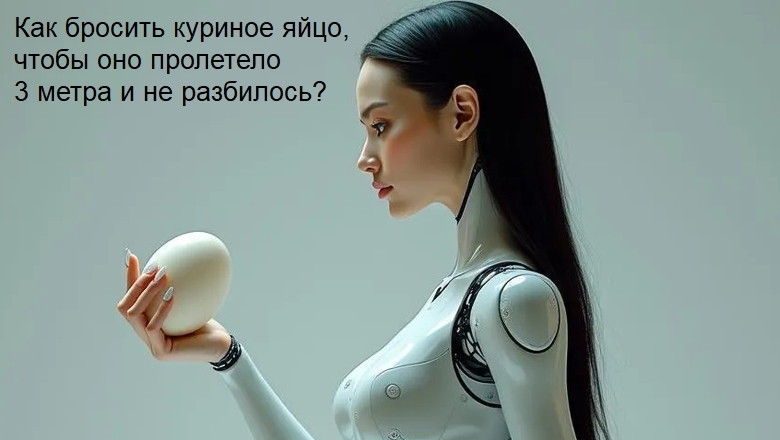 Как бросить куриное яйцо,
чтобы оно пролетело
3 метра и не разбилось?